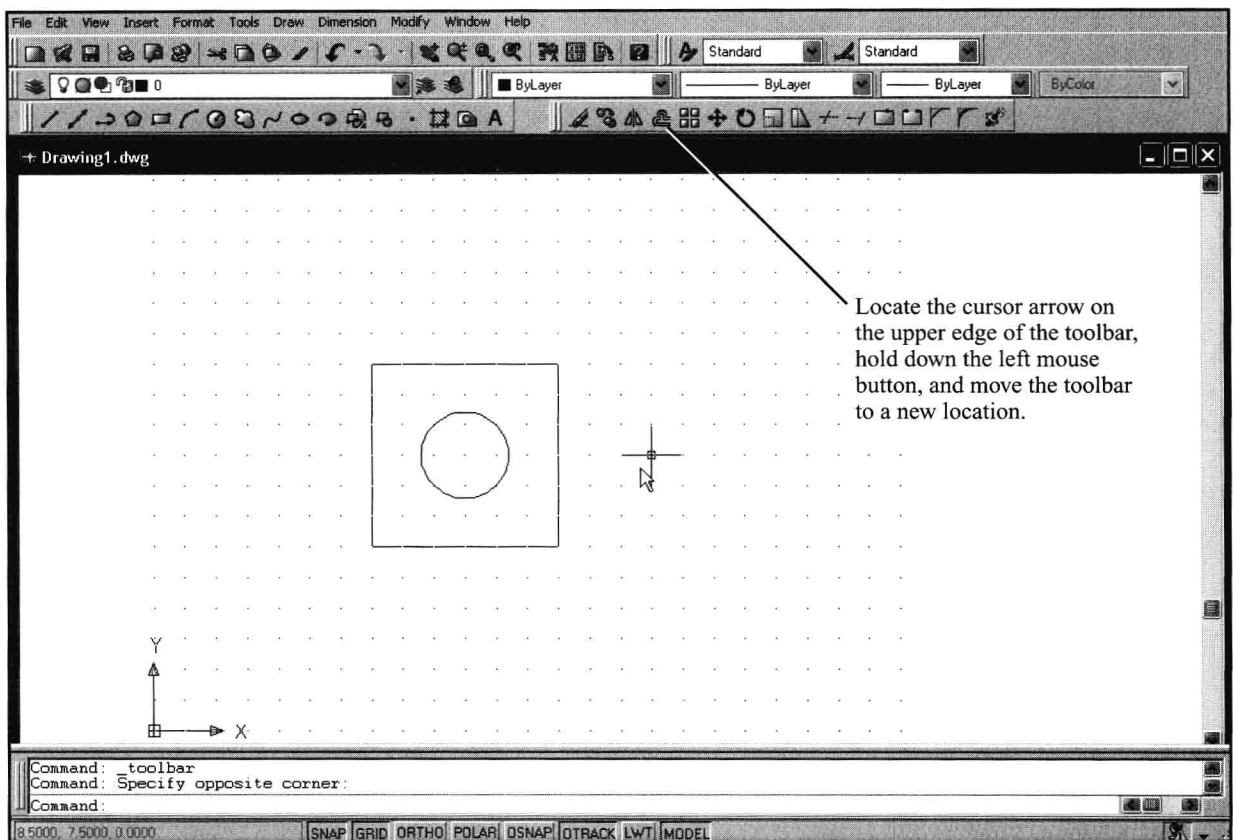 File Edit View Insert Format Tools Draw Dimension Modify Window Help
Standard Standard
0 ByLayer ByLayer ByLayer ByColor
A
Drawing1.dwg
Locate the cursor arrow on
the upper edge of the toolbar,
hold down the left mouse
button, and move the toolbar
to a new location.
Y
X
Command: _toolbar
Command: Specify opposite corner:
Command:
8.5000, 7.5000, 0.0000 SNAP GRID ORTHO POLAR OSNAP OTRACK LWT MODEL